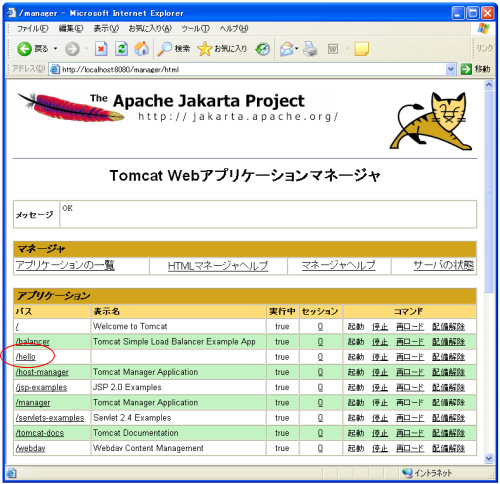 /manager - Microsoft Internet Explorer
ファイル(F) 編集(E) 表示(V) お気に入り(A) ツール(T) ヘルプ(H)
戻る 検索 お気に入り リンク
アドレス(D) http://localhost8080/manager/html 移動
The Apache Jakarta Project
http://jakarta.apache.org/
Tomcat Webアプリケーションマネージャ
メッセージ OK
マネージャ
アプリケーションの一覧 HTMLマネージャヘルプ マネージャヘルプ サーバの状態
アプリケーション
パス 表示名 実行中 セッション コマンド
/ Welcome to Tomcat true 0 起動 停止 再ロード 配備解除
/balancer Tomcat Simple Load Balancer Example App true 0 起動 停止 再ロード 配備解除
/hello true 0 起動 停止 再ロード 配備解除
/host-manager Tomcat Manager Application true 0 起動 停止 再ロード 配備解除
/jsp-examples JSP 2.0 Examples true 0 起動 停止 再ロード 配備解除
/manager Tomcat Manager Application true 0 起動 停止 再ロード 配備解除
/servlets-examples Servlet 2.4 Examples true 0 起動 停止 再ロード 配備解除
/tomcat-docs Tomcat Documentation true 0 起動 停止 再ロード 配備解除
/webdav Webdav Content Management true 0 起動 停止 再ロード 配備解除
イントラネット